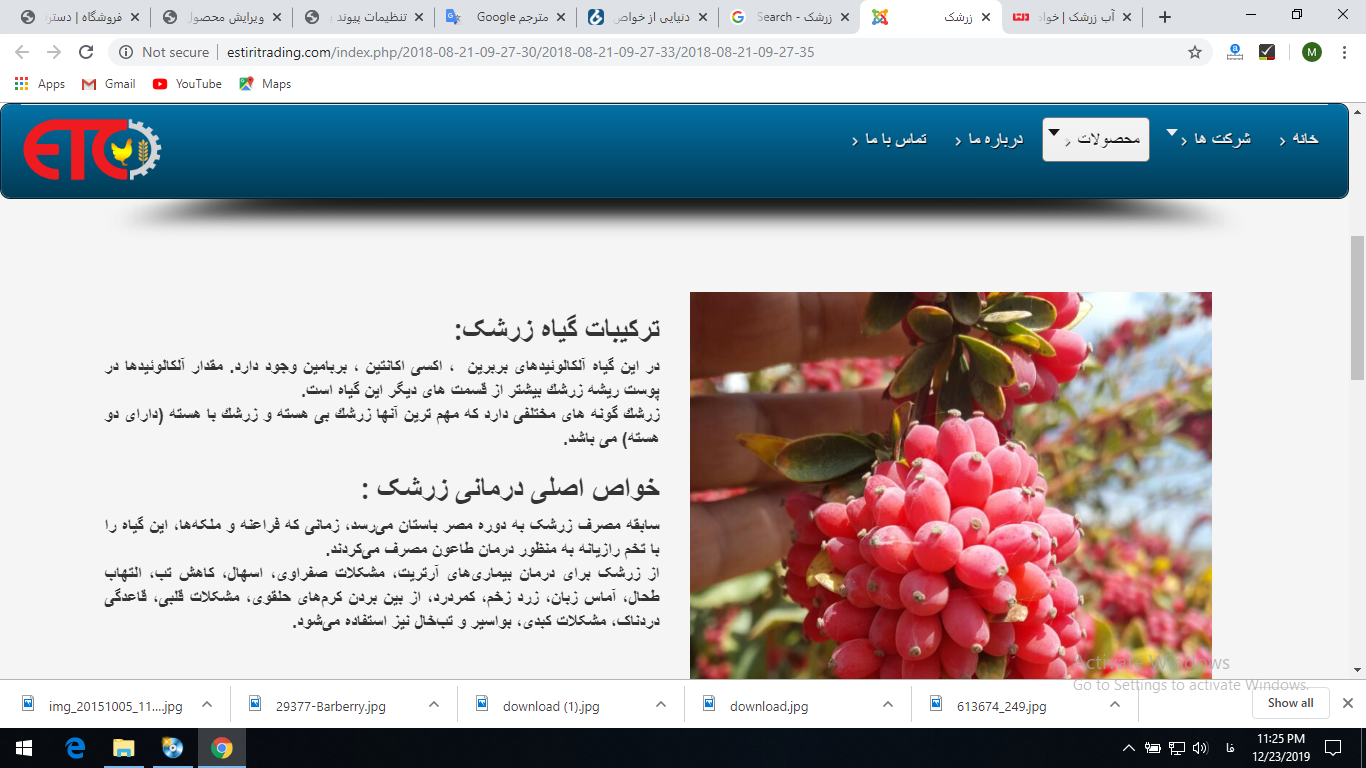 فروشگاه | دسترن
ویرایش محصول
تنظیمات پیوند
مترجم Google
دنیایی از خواص
زرشک - Search
زرشک
آب زرشک | خواد
Not secure | estiritrading.com/index.php/2018-08-21-09-27-30/2018-08-21-09-27-33/2018-08-21-09-27-35
M
Apps Gmail YouTube Maps
ETC
خانه
شرکت ها
محصولات
درباره ما
تماس با ما
ترکیبات گیاه زرشک:
در این گیاه آلکالوئیدهای بربرین ، اکسی اکانتین ، بربامین وجود دارد. مقدار آلکالوئیدها در
پوست ریشه زرشك بیشتر از قسمت های دیگر این گیاه است.
زرشك گونه های مختلفی دارد که مهم ترین آنها زرشك بی هسته و زرشك با هسته (دارای دو
هسته) می باشد.
خواص اصلی درمانی زرشک :
سابقه مصرف زرشک به دوره مصر باستان می‌رسد، زمانی که فراعنه و ملکه‌ها، این گیاه را
با تخم رازیانه به منظور درمان طاعون مصرف می‌کردند.
از زرشک برای درمان بیماری‌های آرتریت، مشکلات صفراوی، اسهال، کاهش تب، التهاب
طحال، آماس زبان، زرد زخم، کمردرد، از بین بردن کرم‌های حلقوی، مشکلات قلبی، قاعدگی
دردناک، مشکلات کبدی، بواسیر و تب‌خال نیز استفاده می‌شود.
Activate Windows
Go to Settings to activate Windows.
img_20151005_11....jpg
29377-Barberry.jpg
download (1).jpg
download.jpg
613674_249.jpg
Show all
فا
11:25 PM
12/23/2019